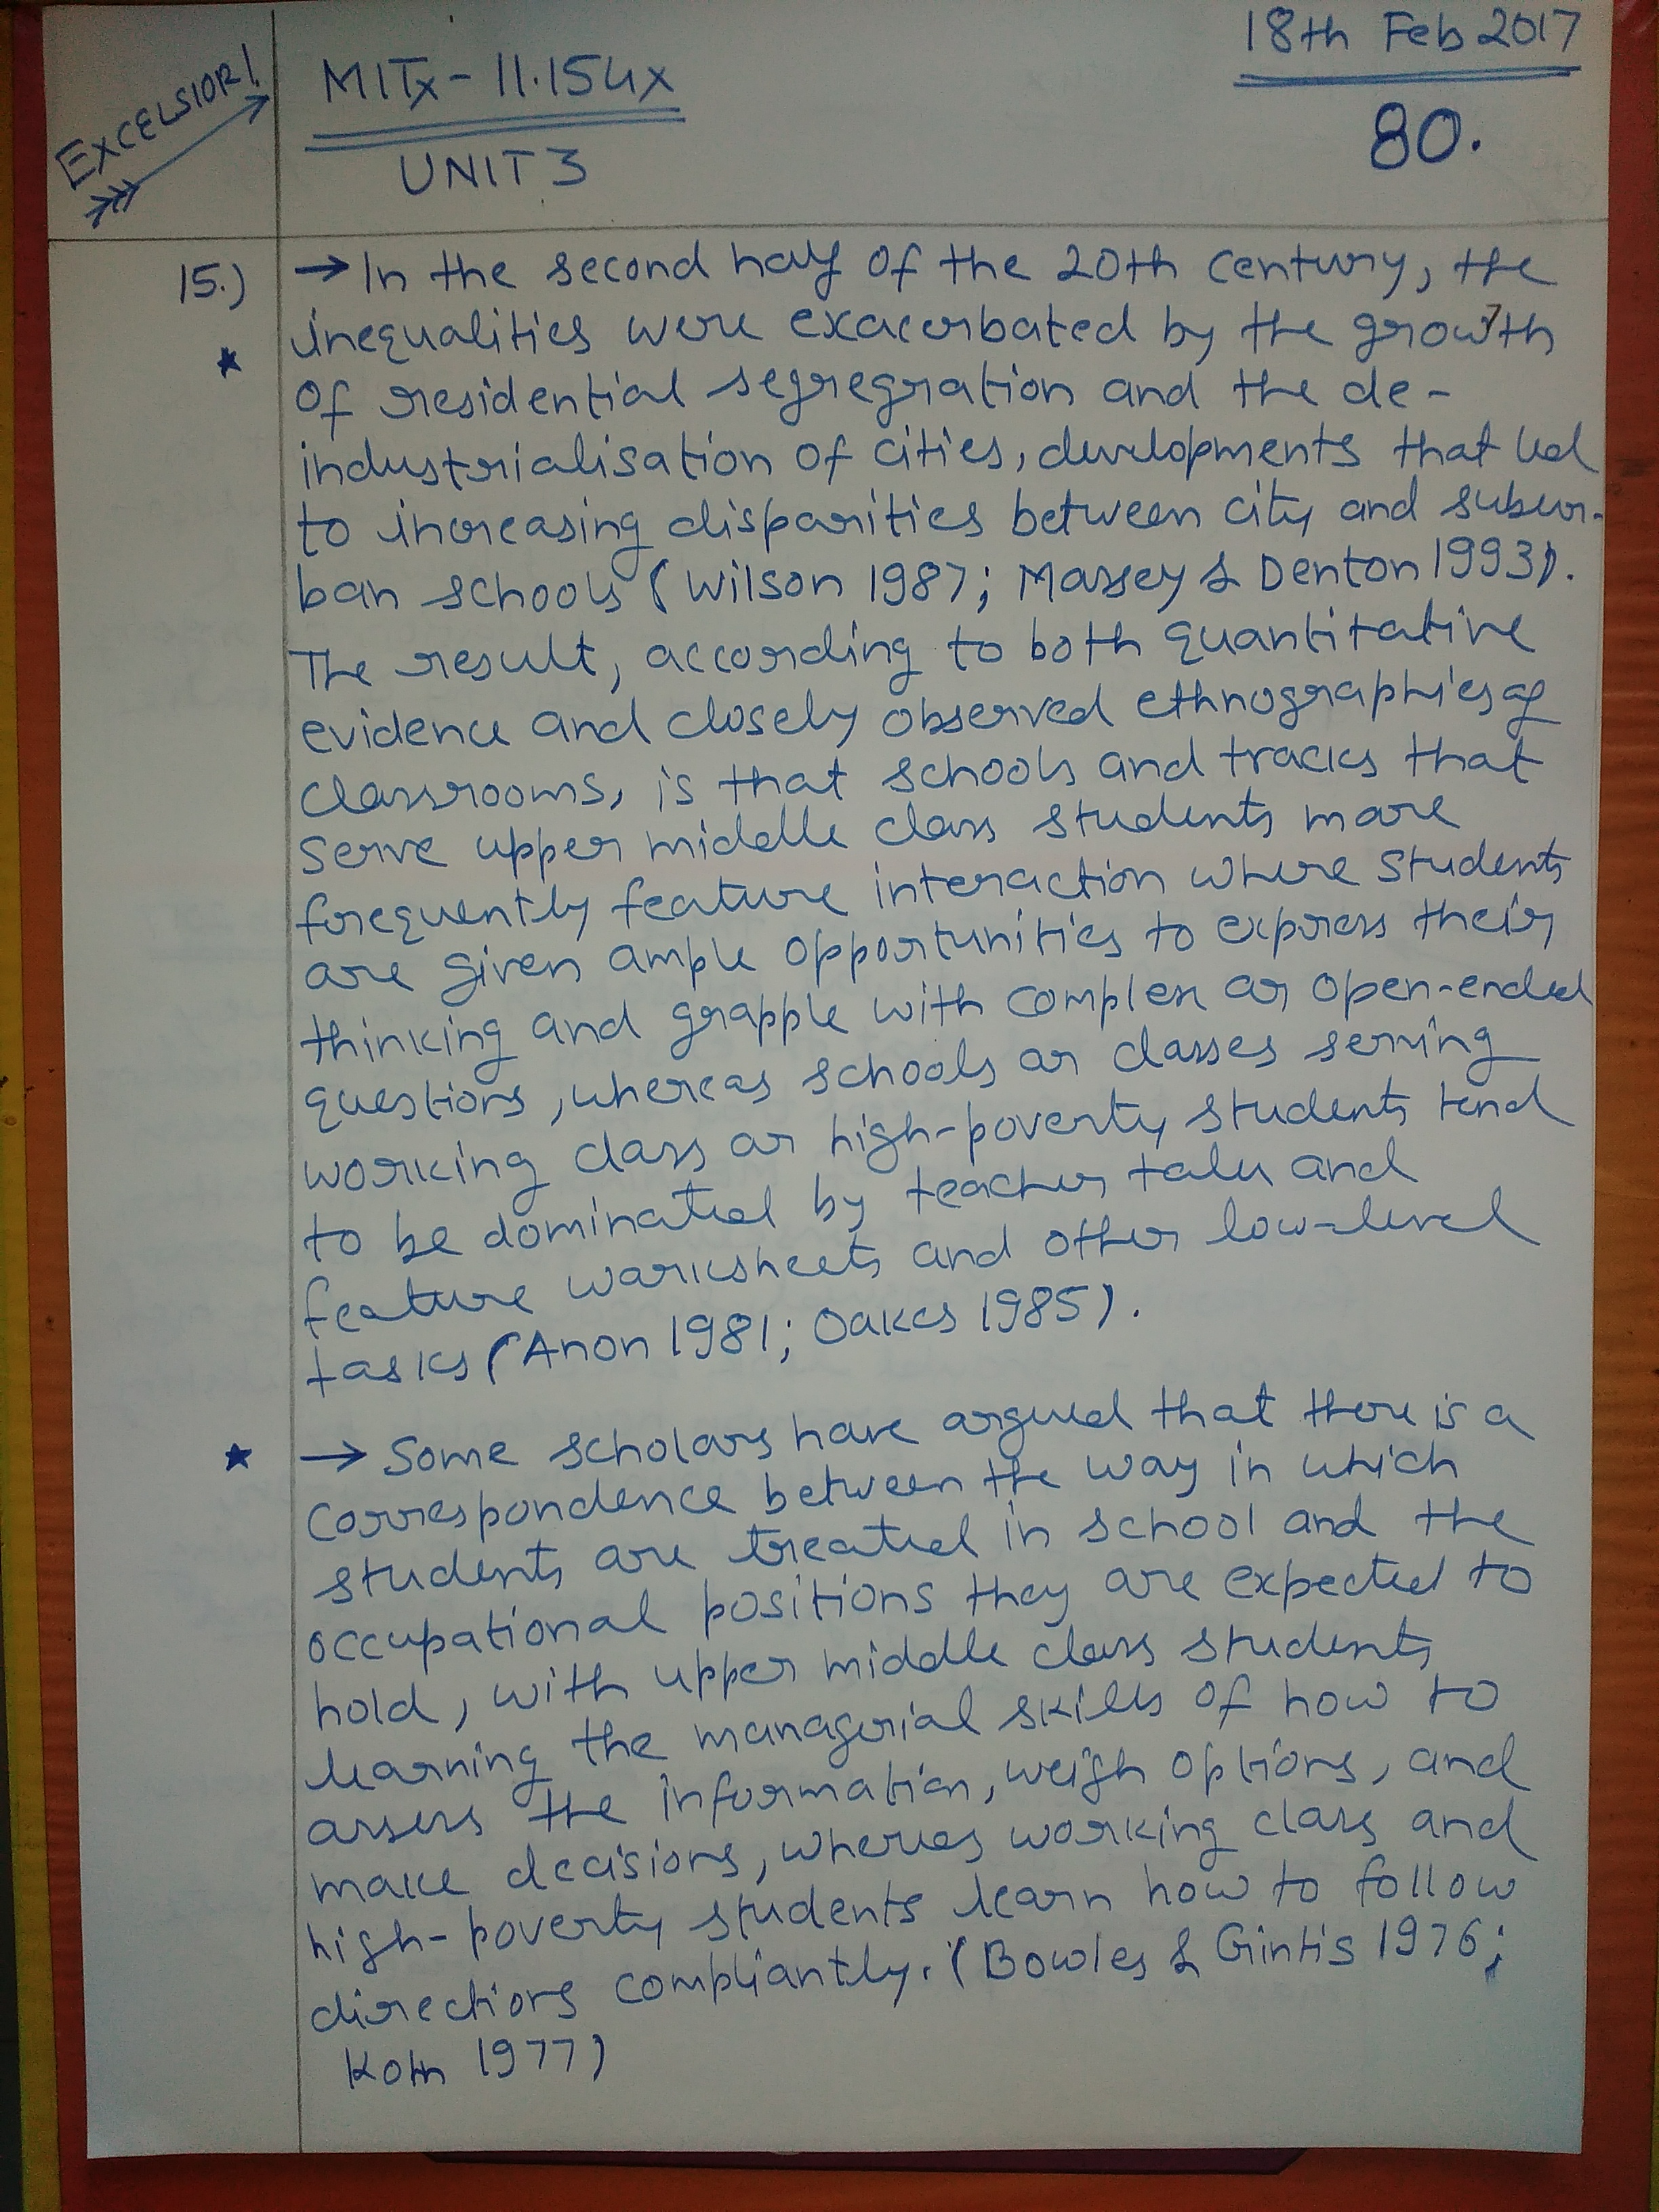 EXCELSIOR!
MITx - 11.154x
UNIT 3
18th Feb 2017
80.
15.) → In the second half of the 20th century, the
inequalities were exacerbated by the growth
of residential segregration and the de-
industrialisation of cities, developments that led
to increasing disparities between city and subur-
ban schools (Wilson 1987; Massey & Denton 1993).
The result, according to both quantitative
evidence and closely observed ethnographies of
classrooms, is that schools and tracks that
serve upper middle class students more
frequently feature interaction where students
are given ample opportunities to express their
thinking and grapple with complex or open-ended
questions, whereas schools or classes serving
working class or high-poverty students tend
to be dominated by teacher talk and
feature worksheets and other low-level
tasks (Anon 1981; Oakes 1985).
→ Some scholars have argued that there is a
correspondence between the way in which
students are treated in school and the
occupational positions they are expected to
hold, with upper middle class students
learning the managerial skills of how to
assess the information, weigh options, and
make decisions, whereas working class and
high-poverty students learn how to follow
directions compliantly. (Bowles & Gintis 1976;
Kohn 1977)